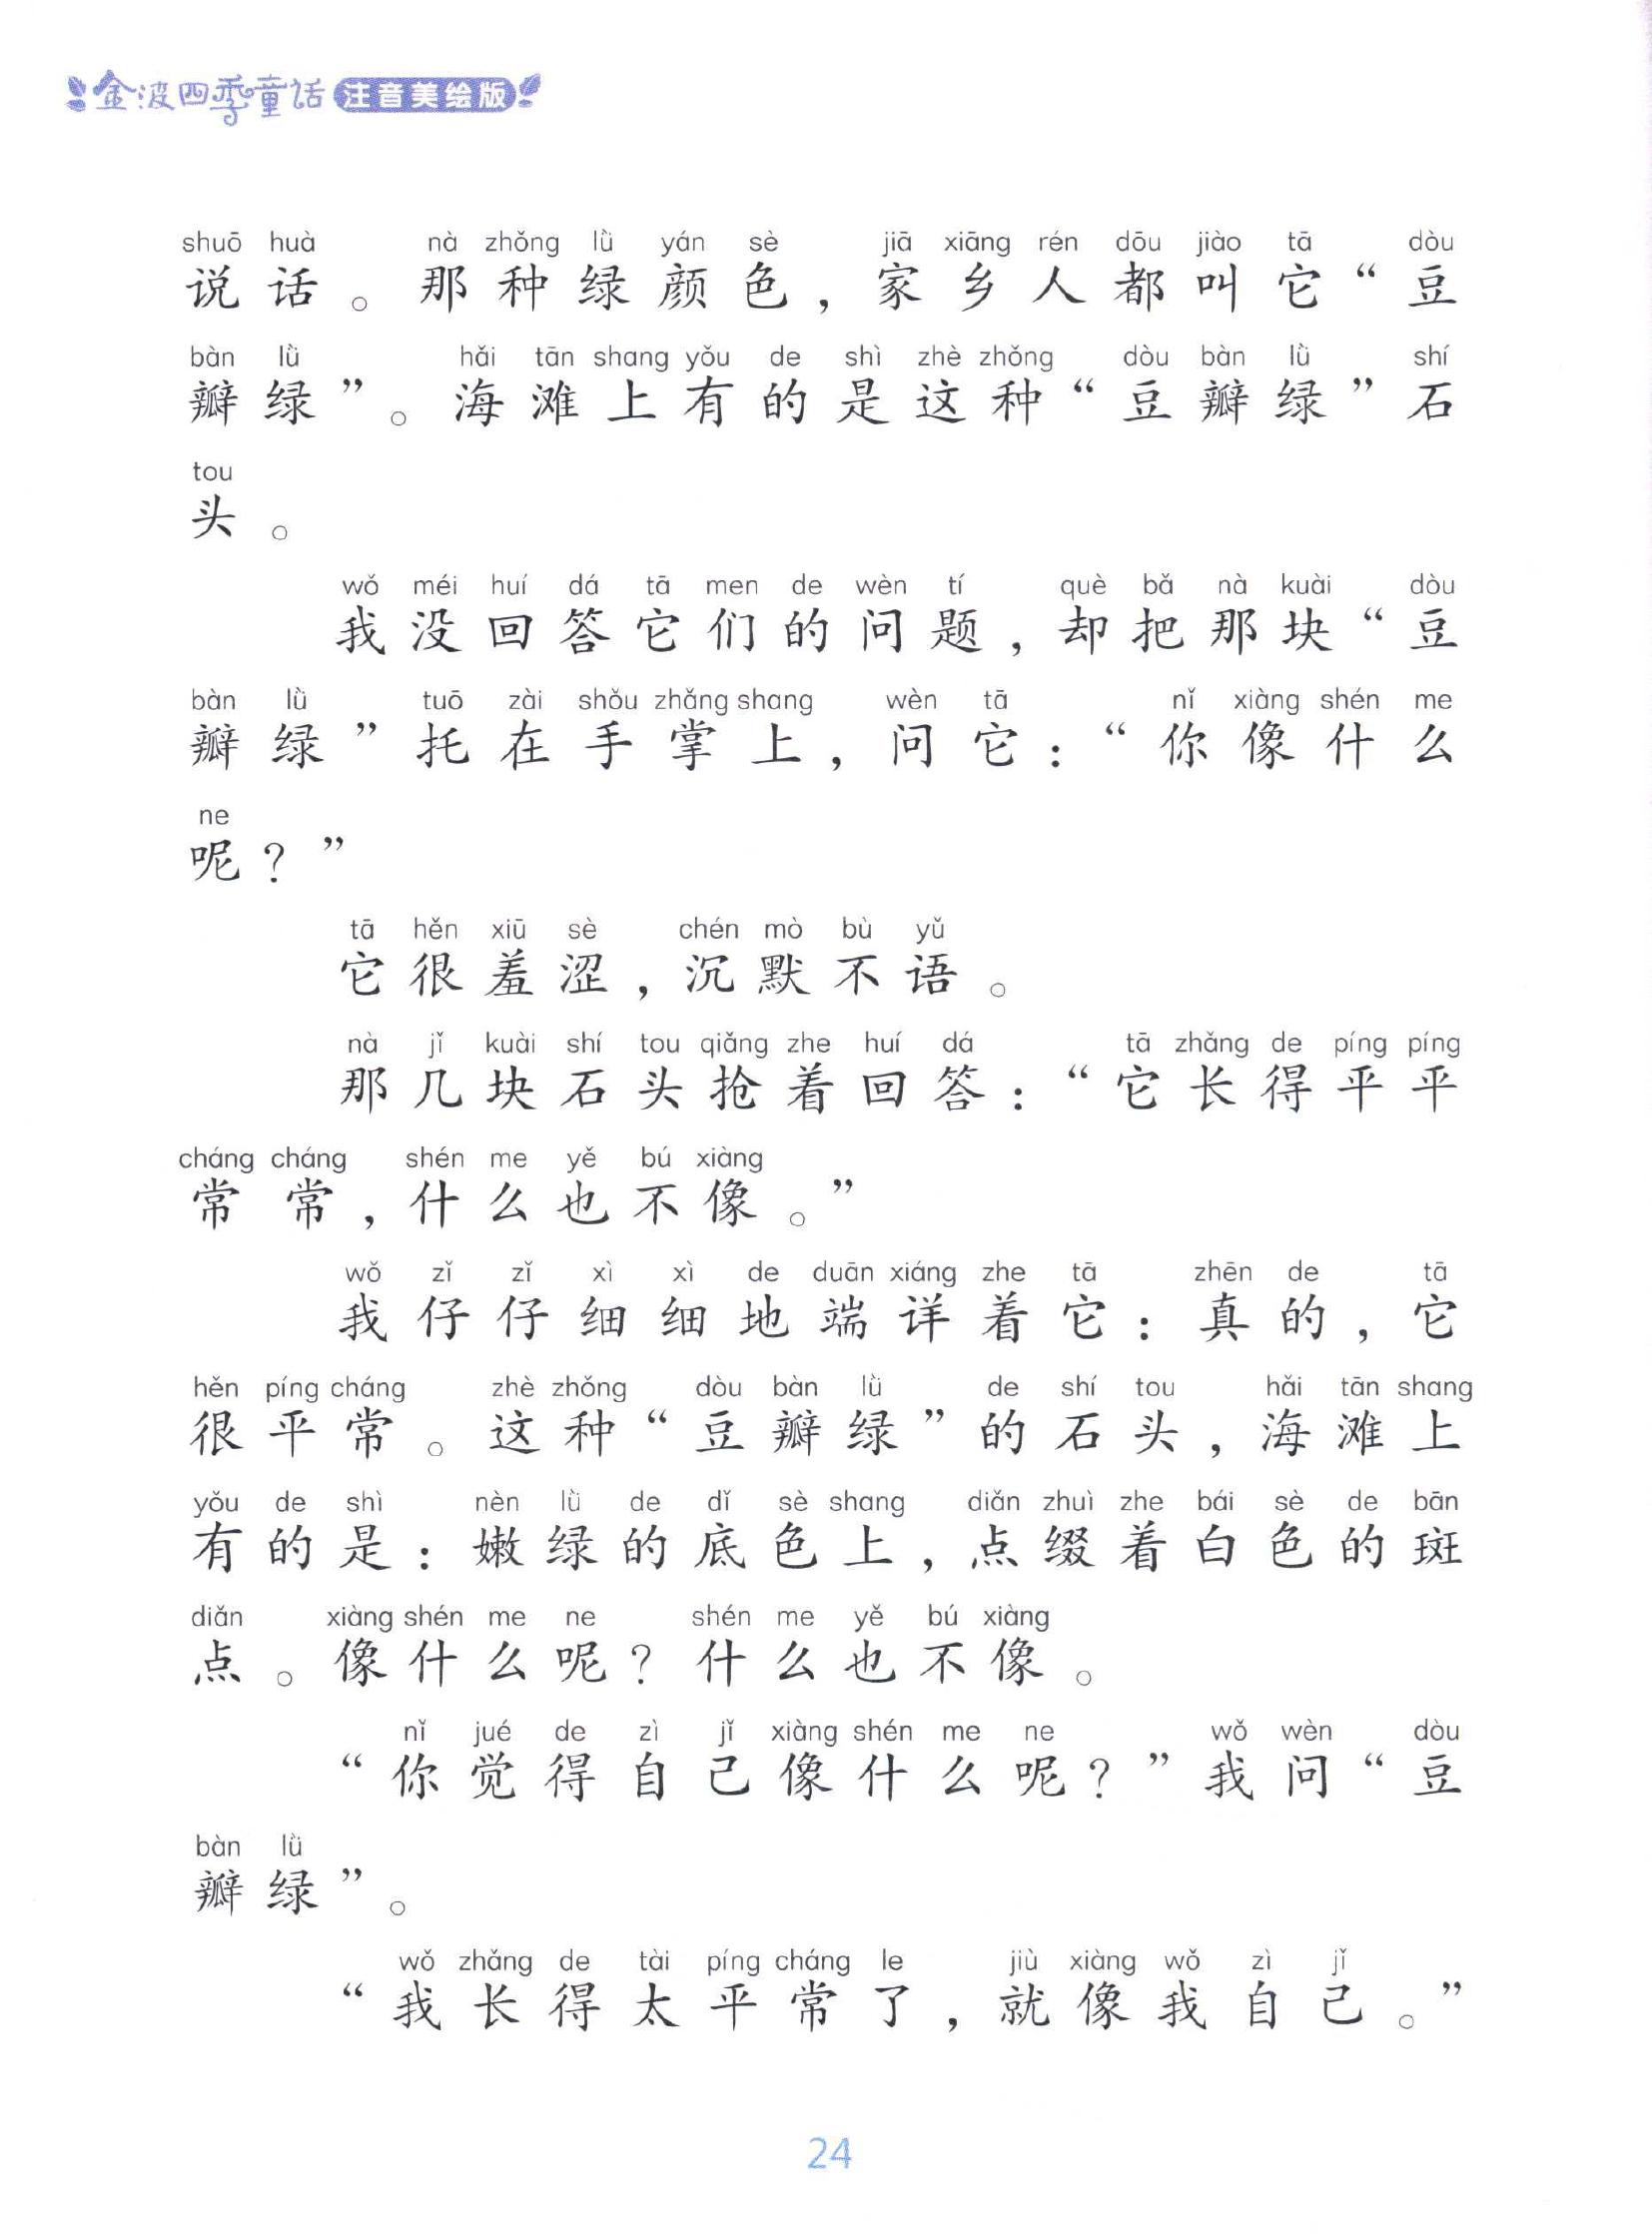 金波四季童话 注音美绘版
shuō huà nà zhǒng lǜ yán sè jiā xiāng rén dōu jiào tā dòu
说话。那种绿颜色，家乡人都叫它“豆
bàn lǜ hǎi tān shang yǒu de shì zhè zhǒng dòu bàn lǜ shí
瓣绿”。海滩上有的是这种“豆瓣绿”石
tou
头。
wǒ méi huí dá tā men de wèn tí què bǎ nà kuài dòu
我没回答它们的问题，却把那块“豆
bàn lǜ tuō zài shǒu zhǎng shang wèn tā nǐ xiàng shén me
瓣绿”托在手掌上，问它：“你像什么
ne
呢？”
tā hěn xiū sè chén mò bù yǔ
它很羞涩，沉默不语。
nà jǐ kuài shí tou qiǎng zhe huí dá tā zhǎng de píng píng
那几块石头抢着回答：“它长得平平
cháng cháng shén me yě bú xiàng
常常，什么也不像。”
wǒ zǐ zǐ xì xì de duān xiáng zhe tā zhēn de tā
我仔仔细细地端详着它：真的，它
hěn píng cháng zhè zhǒng dòu bàn lǜ de shí tou hǎi tān shang
很平常。这种“豆瓣绿”的石头，海滩上
yǒu de shì nèn lǜ de dǐ sè shang diǎn zhuì zhe bái sè de bān
有的是：嫩绿的底色上，点缀着白色的斑
diǎn xiàng shén me ne shén me yě bú xiàng
点。像什么呢？什么也不像。
nǐ jué de zì jǐ xiàng shén me ne wǒ wèn dòu
“你觉得自己像什么呢？”我问“豆
bàn lǜ
瓣绿”。
wǒ zhǎng de tài píng cháng le jiù xiàng wǒ zì jǐ
“我长得太平常了，就像我自己。”
24